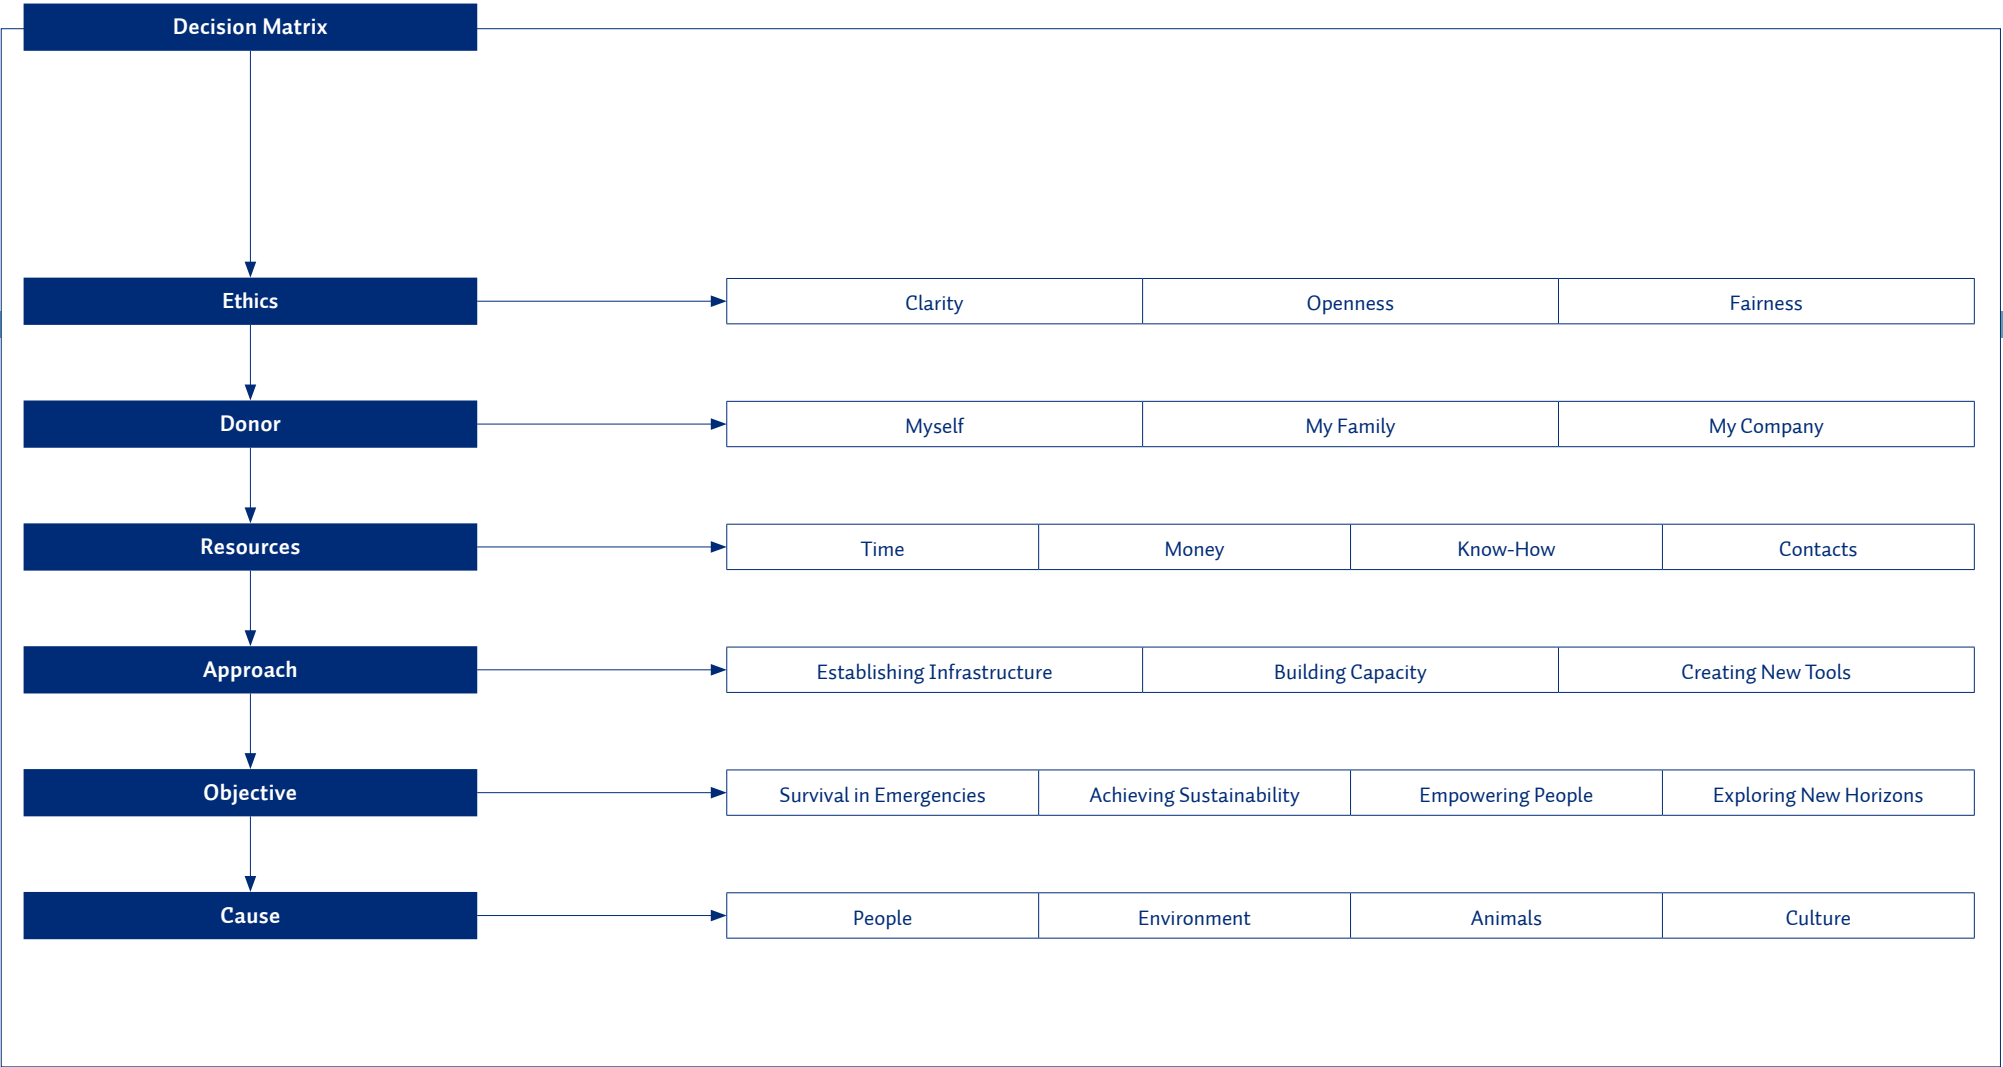 Decision Matrix
Ethics Clarity Openness Fairness
Donor Myself My Family My Company
Resources Time Money Know-How Contacts
Approach Establishing Infrastructure Building Capacity Creating New Tools
Objective Survival in Emergencies Achieving Sustainability Empowering People Exploring New Horizons
Cause People Environment Animals Culture